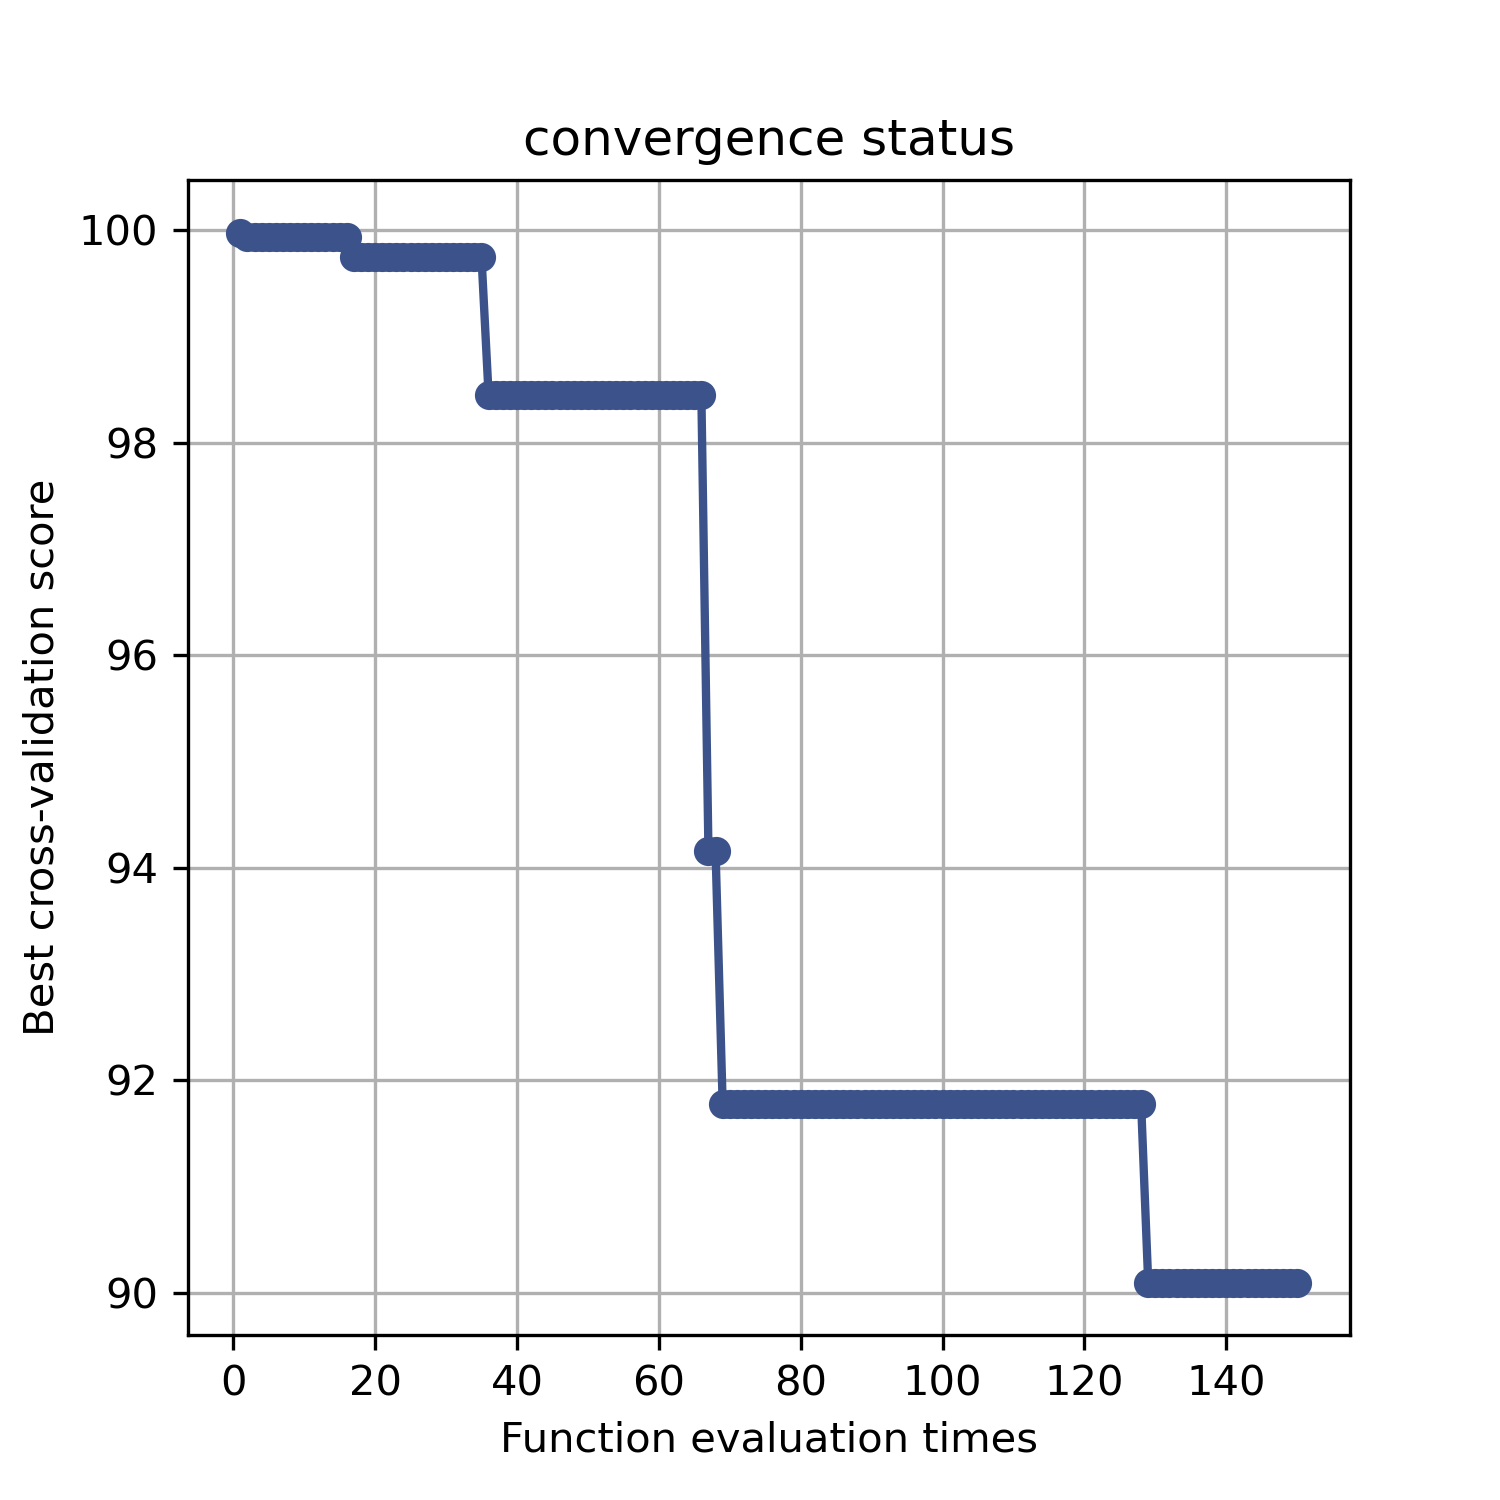 convergence status
100
98
96
94
92
90
Best cross-validation score
0 20 40 60 80 100 120 140
Function evaluation times